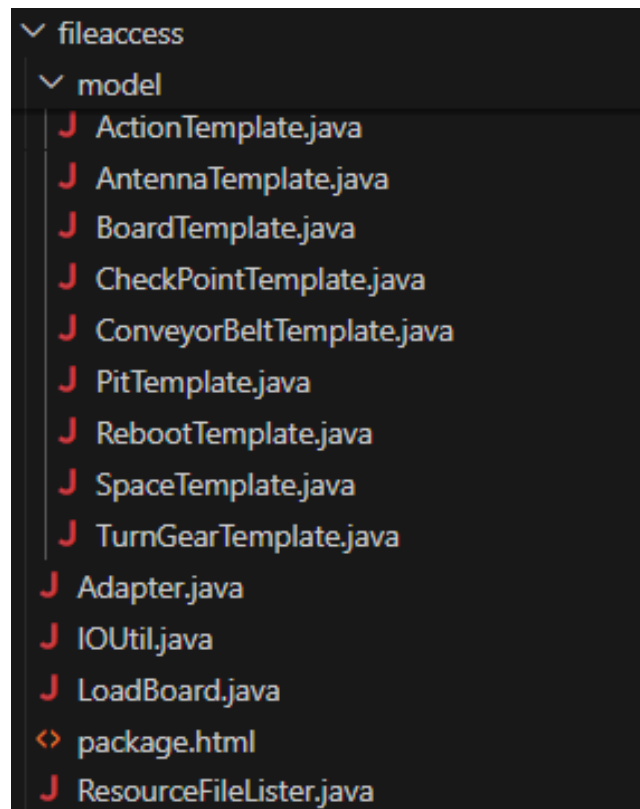 fileaccess
model
ActionTemplate.java
AntennaTemplate.java
BoardTemplate.java
CheckPointTemplate.java
ConveyorBeltTemplate.java
PitTemplate.java
RebootTemplate.java
SpaceTemplate.java
TurnGearTemplate.java
Adapter.java
IOUtil.java
LoadBoard.java
package.html
ResourceFileLister.java